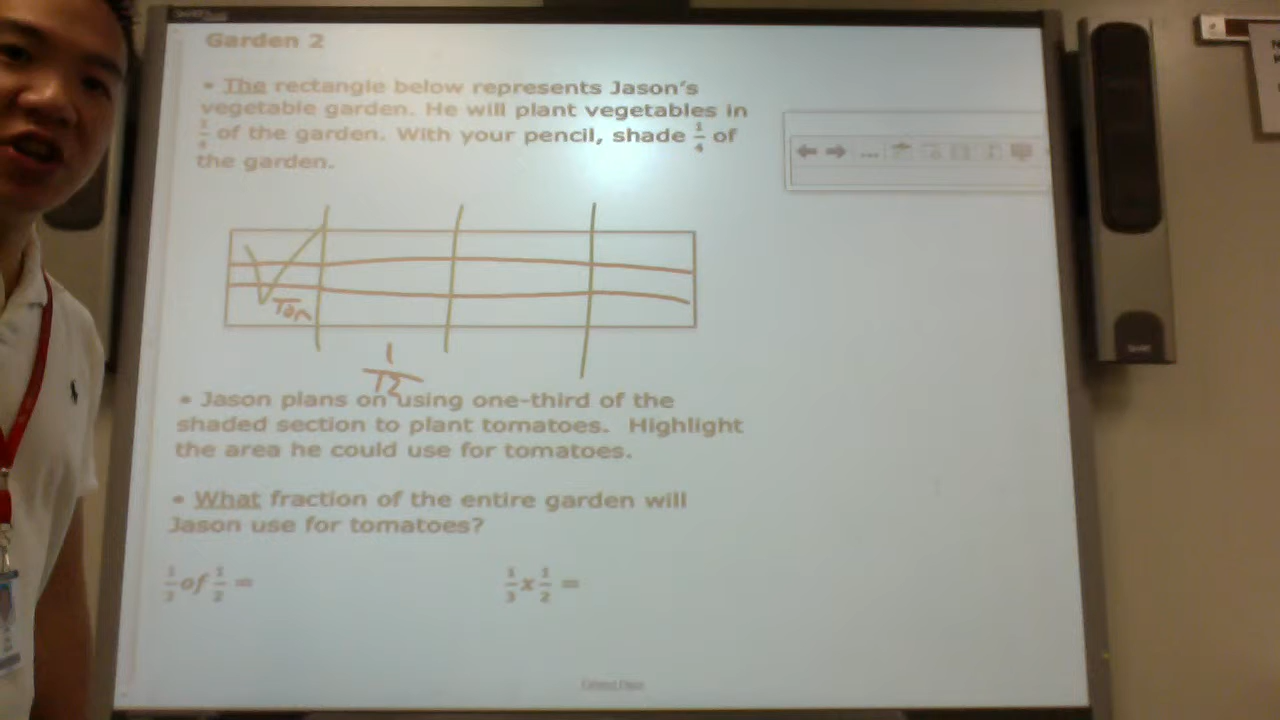 Garden 2
• The rectangle below represents Jason's
vegetable garden. He will plant vegetables in
1/4 of the garden. With your pencil, shade 1/4 of
the garden.
V
Tom
1/12
• Jason plans on using one-third of the
shaded section to plant tomatoes. Highlight
the area he could use for tomatoes.
• What fraction of the entire garden will
Jason use for tomatoes?
1/3 of 1/2 =
1/3 x 1/2 =